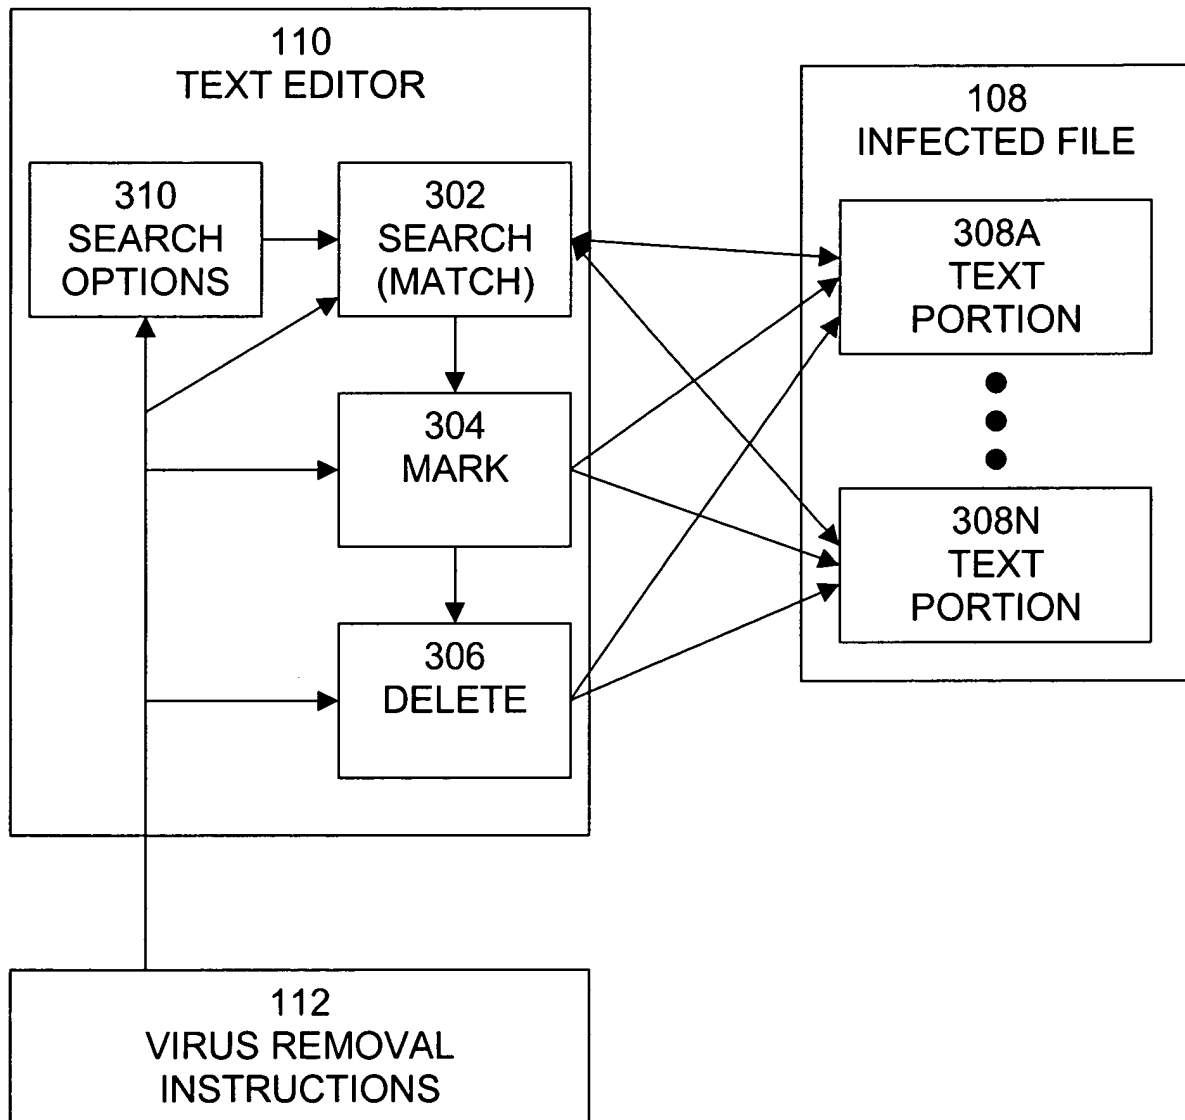 110
TEXT EDITOR
310
SEARCH
OPTIONS
302
SEARCH
(MATCH)
304
MARK
306
DELETE
108
INFECTED FILE
308A
TEXT
PORTION
308N
TEXT
PORTION
112
VIRUS REMOVAL
INSTRUCTIONS